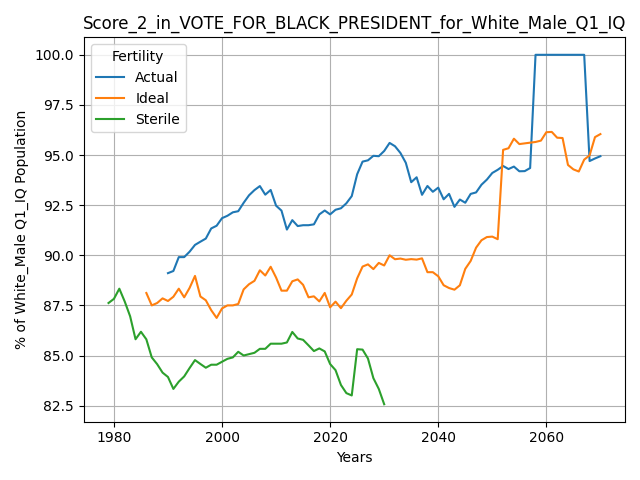 Score_2_in_VOTE_FOR_BLACK_PRESIDENT_for_White_Male_Q1_IQ
Fertility
Actual
Ideal
Sterile
% of White_Male Q1_IQ Population
100.0
97.5
95.0
92.5
90.0
87.5
85.0
82.5
1980 2000 2020 2040 2060
Years